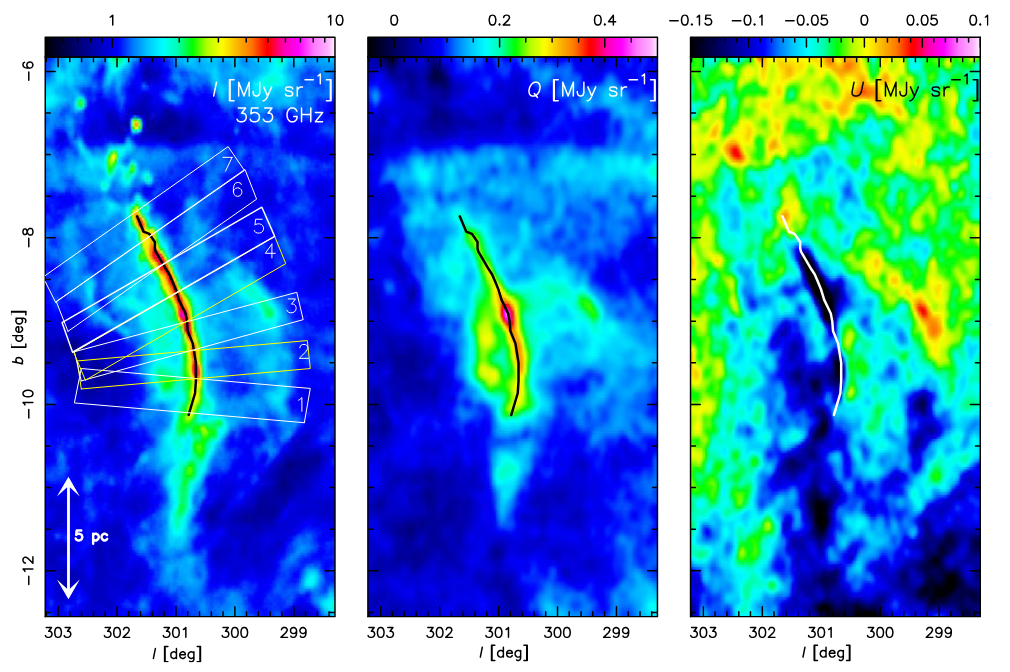 1 10
0 0.2 0.4
−0.15 −0.1 −0.05 0 0.05 0.1
I [MJy sr⁻¹]
353 GHz
Q [MJy sr⁻¹]
U [MJy sr⁻¹]
−6
−8
−10
−12
b [deg]
7
6
5
4
3
2
1
5 pc
303 302 301 300 299
303 302 301 300 299
303 302 301 300 299
l [deg]
l [deg]
l [deg]